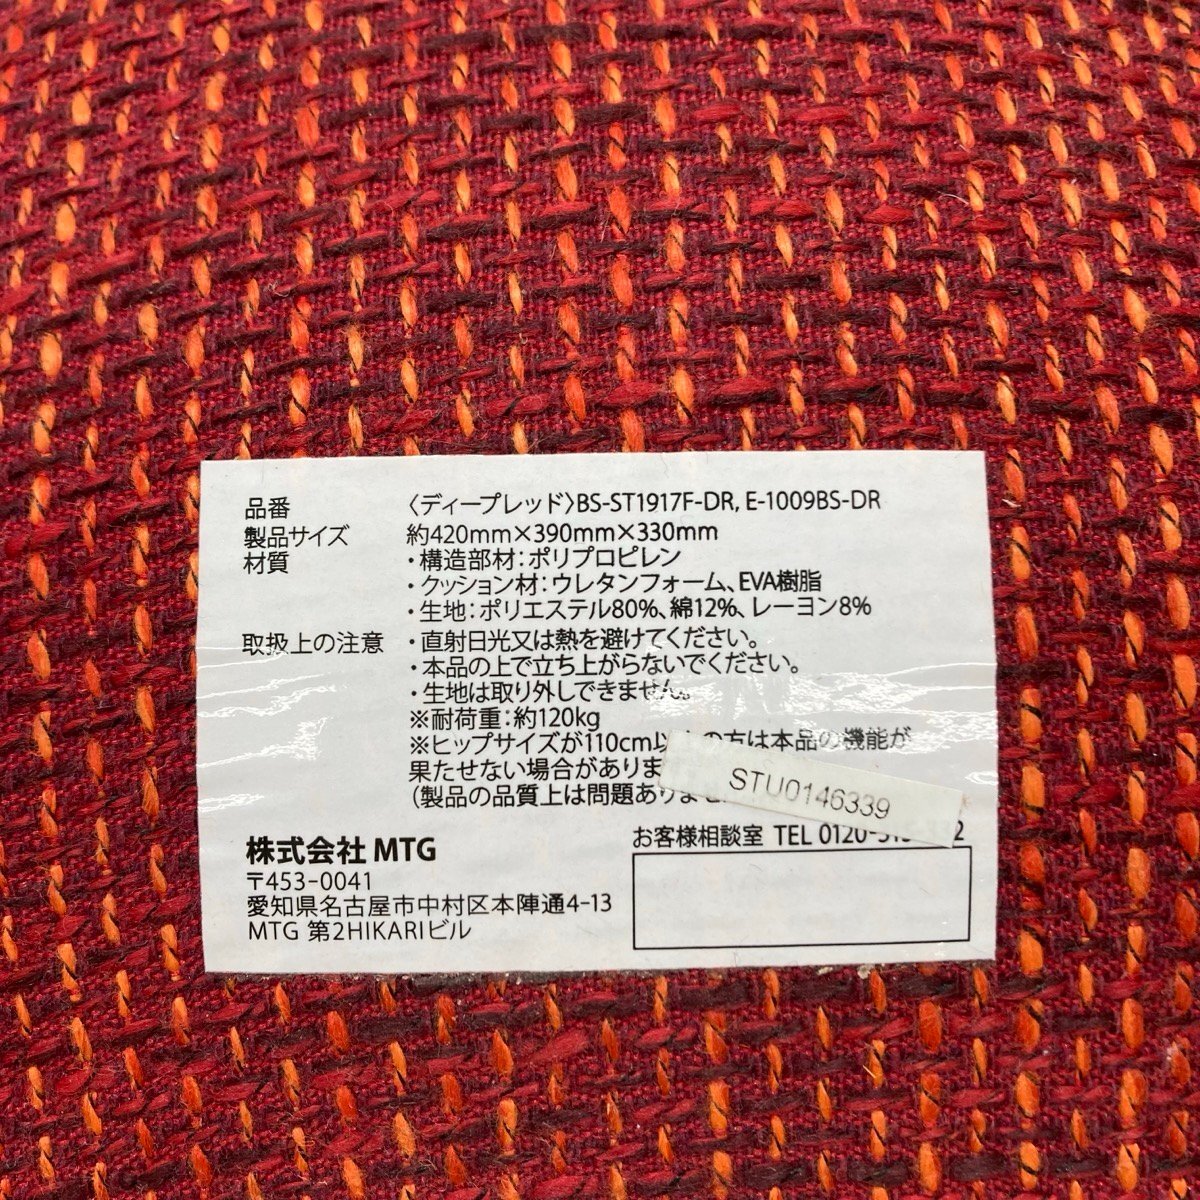 品番 〈ディープレッド〉BS-ST1917F-DR, E-1009BS-DR
製品サイズ 約420mm×390mm×330mm
材質 ・構造部材：ポリプロピレン
・クッション材：ウレタンフォーム、EVA樹脂
・生地：ポリエステル80%、綿12%、レーヨン8%
取扱上の注意 ・直射日光又は熱を避けてください。
・本品の上で立ち上がらないでください。
・生地は取り外しできません。
※耐荷重：約120kg
※ヒップサイズが110cm以 の方は本品の機能が
果たせない場合がありま
（製品の品質上は問題ありませ
STU0146339
株式会社 MTG
〒453-0041
愛知県名古屋市中村区本陣通4-13
MTG 第2HIKARIビル
お客様相談室 TEL 0120-